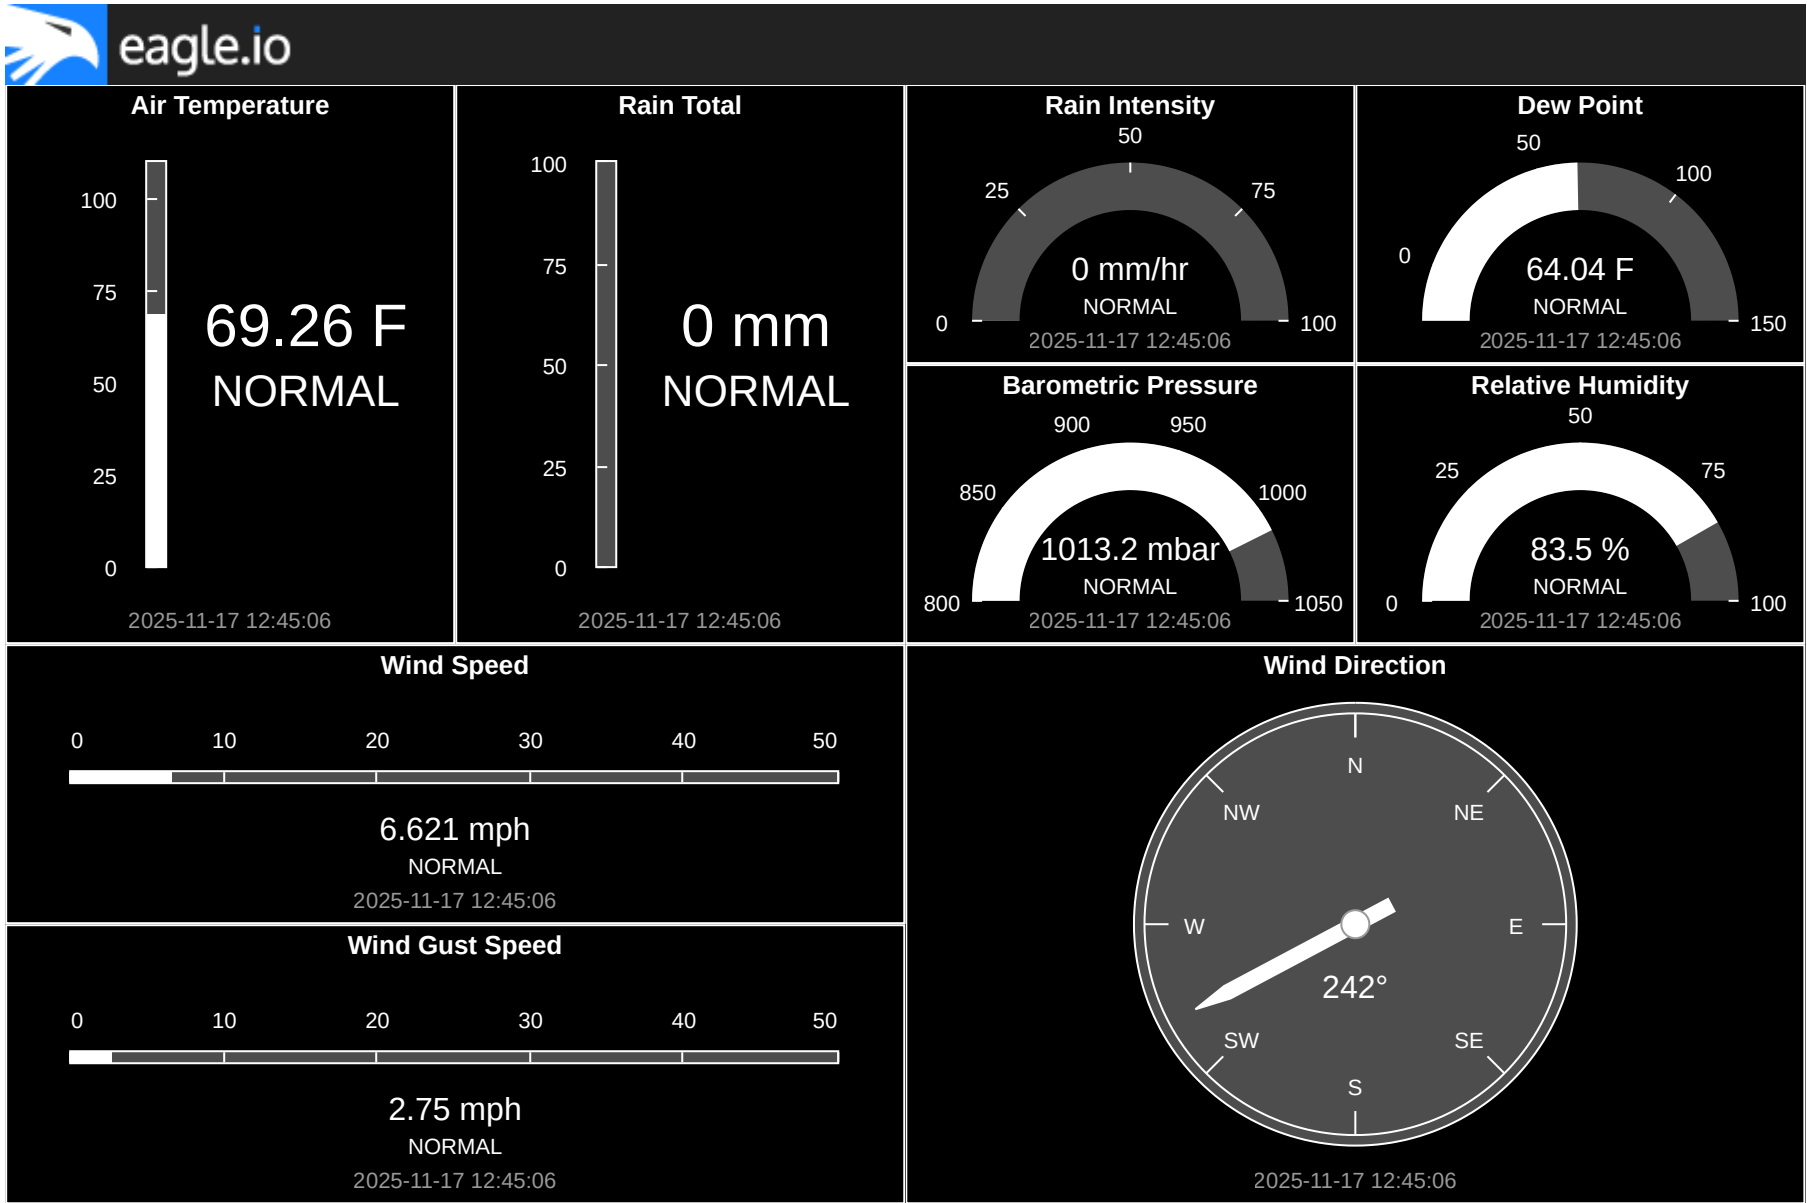 eagle.io
Air Temperature
100
75
50
25
0
69.26 F
NORMAL
2025-11-17 12:45:06
Rain Total
100
75
50
25
0
0 mm
NORMAL
2025-11-17 12:45:06
Rain Intensity
50
25
75
0
100
0 mm/hr
NORMAL
2025-11-17 12:45:06
Dew Point
50
100
0
150
64.04 F
NORMAL
2025-11-17 12:45:06
Barometric Pressure
900
950
850
1000
800
1050
1013.2 mbar
NORMAL
2025-11-17 12:45:06
Relative Humidity
50
25
75
0
100
83.5 %
NORMAL
2025-11-17 12:45:06
Wind Speed
0 10 20 30 40 50
6.621 mph
NORMAL
2025-11-17 12:45:06
Wind Gust Speed
0 10 20 30 40 50
2.75 mph
NORMAL
2025-11-17 12:45:06
Wind Direction
N
NW
NE
W
E
242°
SW
SE
S
2025-11-17 12:45:06